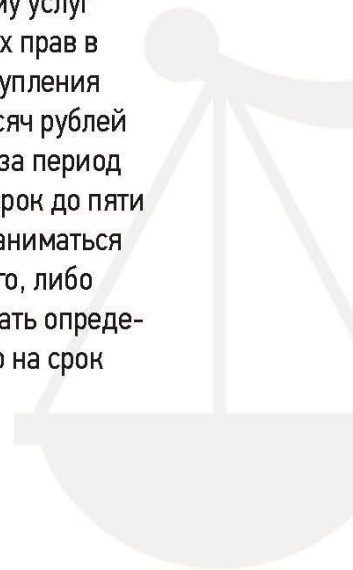 му услуг
х прав в
упления
сяч рублей
за период
рок до пяти
аниматься
го, либо
ать опреде-
о на срок